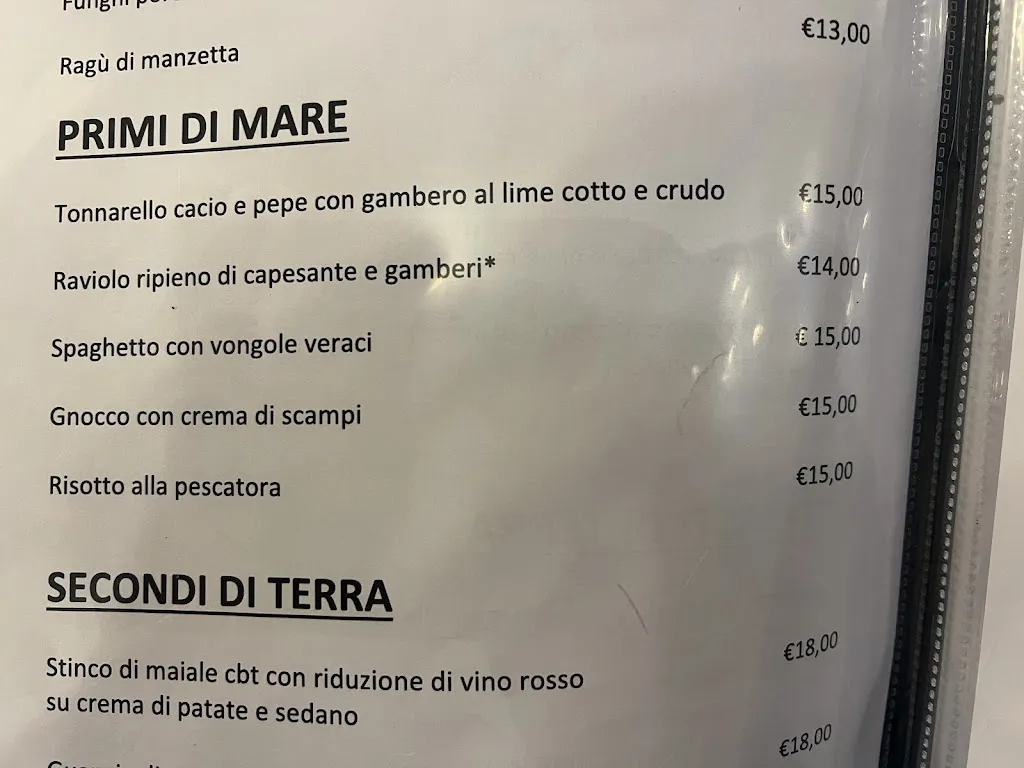 Funghi
Ragù di manzetta €13,00
PRIMI DI MARE
Tonnarello cacio e pepe con gambero al lime cotto e crudo €15,00
Raviolo ripieno di capesante e gamberi* €14,00
Spaghetto con vongole veraci € 15,00
Gnocco con crema di scampi €15,00
Risotto alla pescatora €15,00
SECONDI DI TERRA
Stinco di maiale cbt con riduzione di vino rosso €18,00
su crema di patate e sedano
€18,00